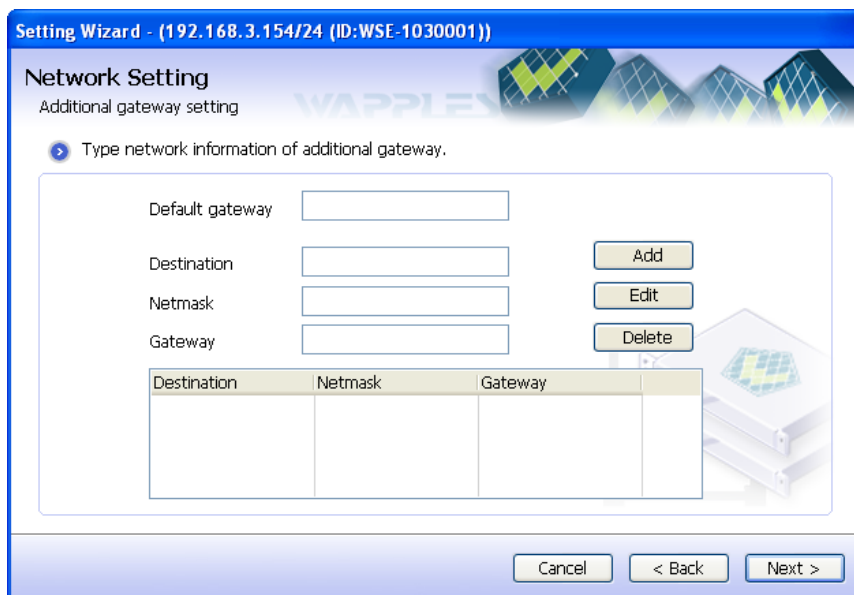 Setting Wizard - (192.168.3.154/24 (ID:WSE-1030001))
Network Setting
Additional gateway setting
WAPPLES
Type network information of additional gateway.
Default gateway
Destination
Add
Netmask
Edit
Gateway
Delete
Destination Netmask Gateway
Cancel < Back Next >